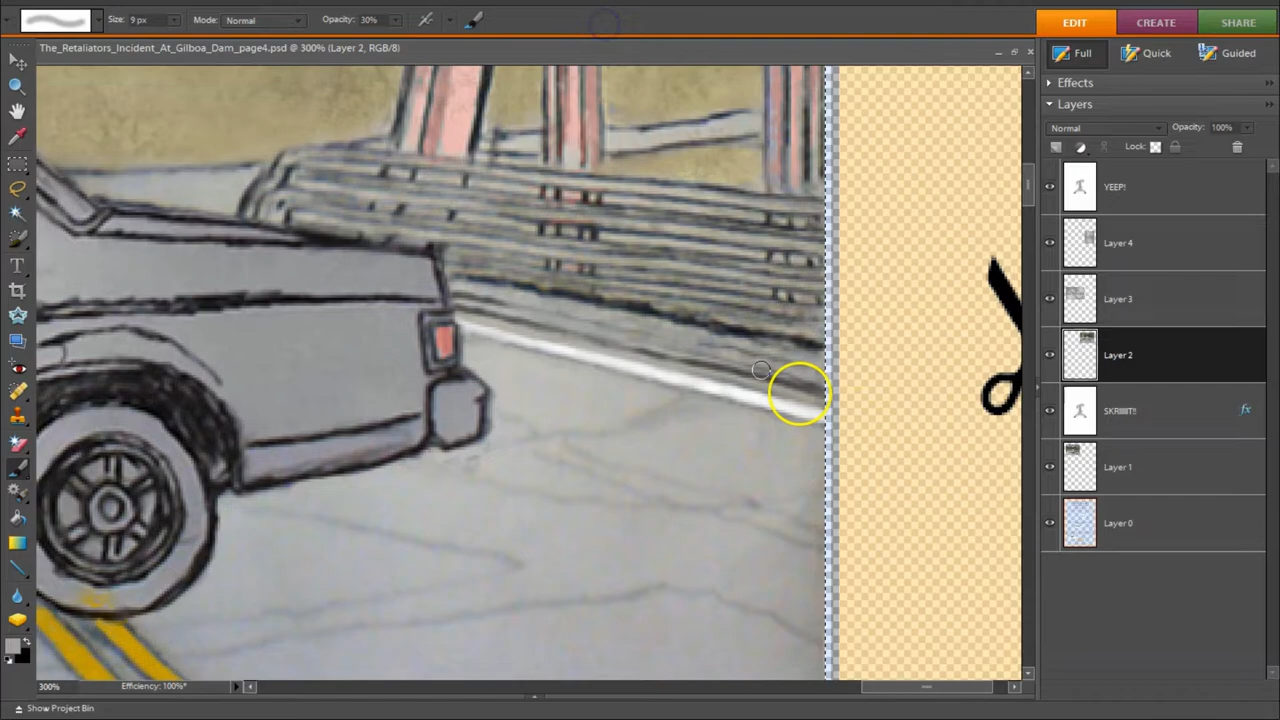 Size: 9 px
Mode: Normal
Opacity: 30%
EDIT
CREATE
SHARE
The_Retaliators_Incident_At_Gilboa_Dam_page4.psd @ 300% (Layer 2, RGB/8)
Full
Quick
Guided
Effects
Layers
Normal
Opacity: 100%
Lock:
YEEP!
Layer 4
Layer 3
Layer 2
Layer 1
Layer 0
300%
Efficiency: 100%*
Show Project Bin